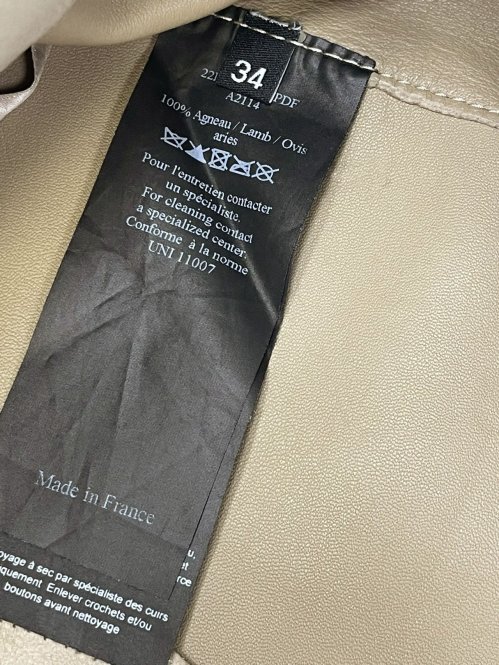 34
22
PDF
A2114
100% Agneau / Lamb / Ovis
aries
Pour l'entretien contacter
un spécialiste.
For cleaning contact
a specialized center.
Conforme à la norme
UNI 11007
Made in France
à sec par spécialiste des cuirs
Enlever crochets et/ou
boutons avant nettoyage